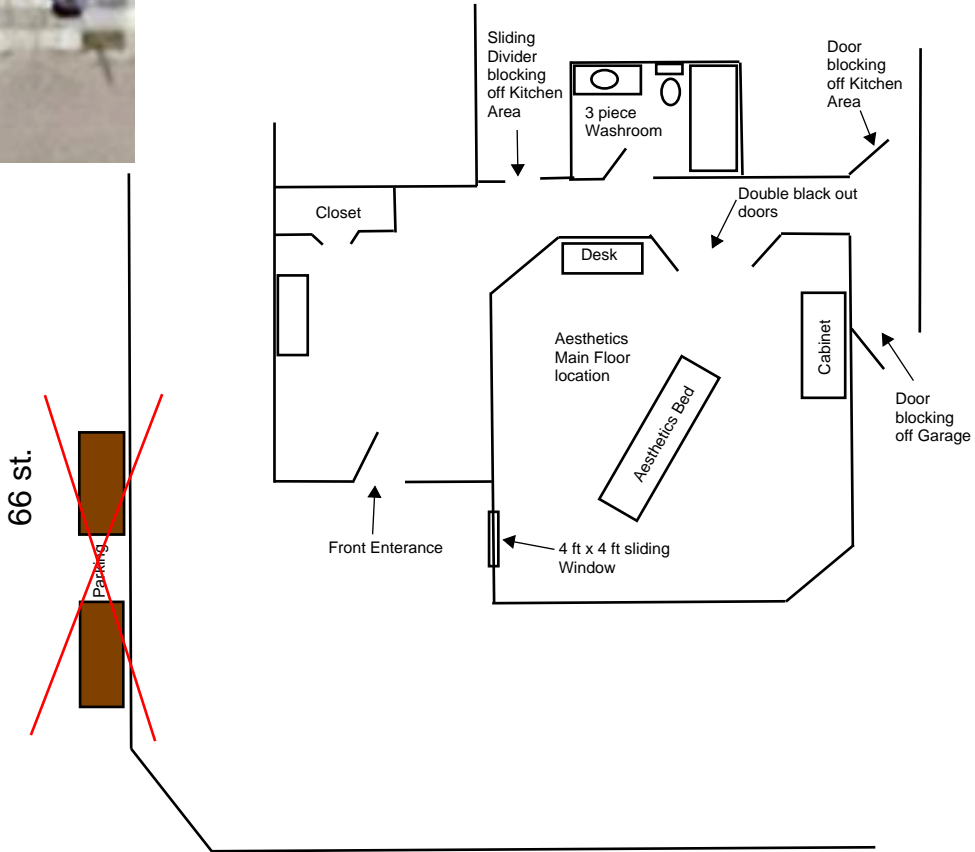 Sliding
Divider
blocking
off Kitchen
Area
3 piece
Washroom
Door
blocking
off Kitchen
Area
Double black out
doors
Closet
Desk
Aesthetics
Main Floor
location
Cabinet
Aesthetics Bed
Door
blocking
off Garage
66 st.
Parking
Front Enterance
4 ft x 4 ft sliding
Window